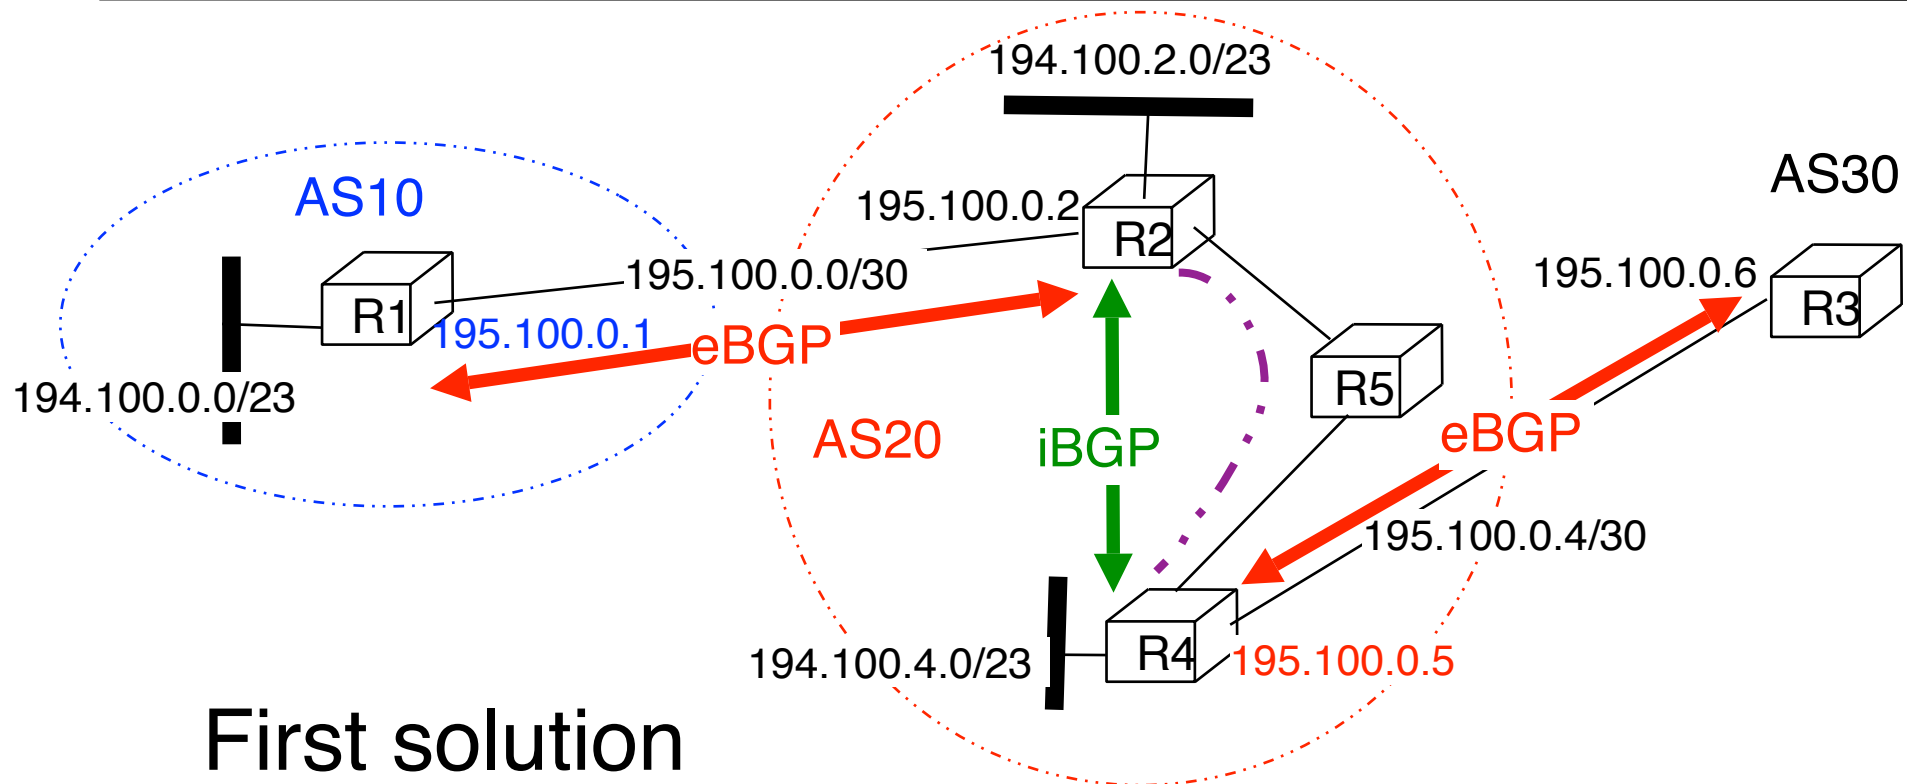 194.100.2.0/23
AS30
AS10
195.100.0.2
R2
195.100.0.0/30
195.100.0.6
R1
R3
195.100.0.1
eBGP
R5
194.100.0.0/23
AS20
iBGP
eBGP
195.100.0.4/30
194.100.4.0/23
R4
195.100.0.5
First solution